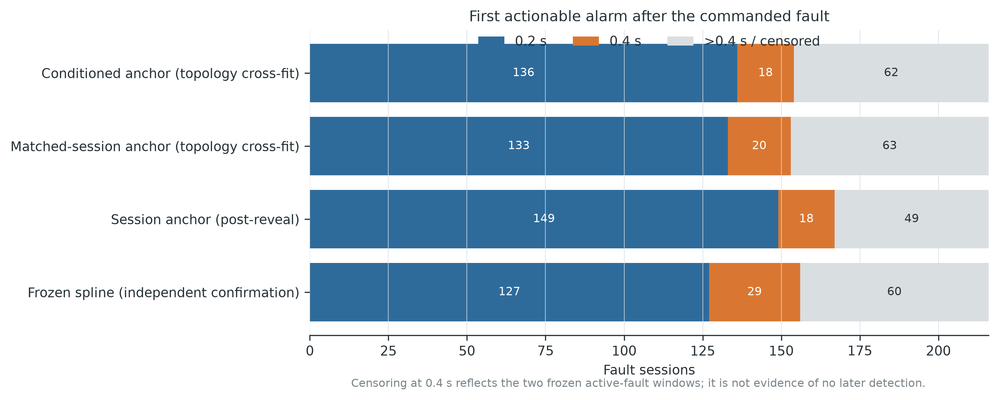 First actionable alarm after the commanded fault
0.2 s 0.4 s >0.4 s / censored
Conditioned anchor (topology cross-fit) 136 18 62
Matched-session anchor (topology cross-fit) 133 20 63
Session anchor (post-reveal) 149 18 49
Frozen spline (independent confirmation) 127 29 60
0 25 50 75 100 125 150 175 200
Fault sessions
Censoring at 0.4 s reflects the two frozen active-fault windows; it is not evidence of no later detection.